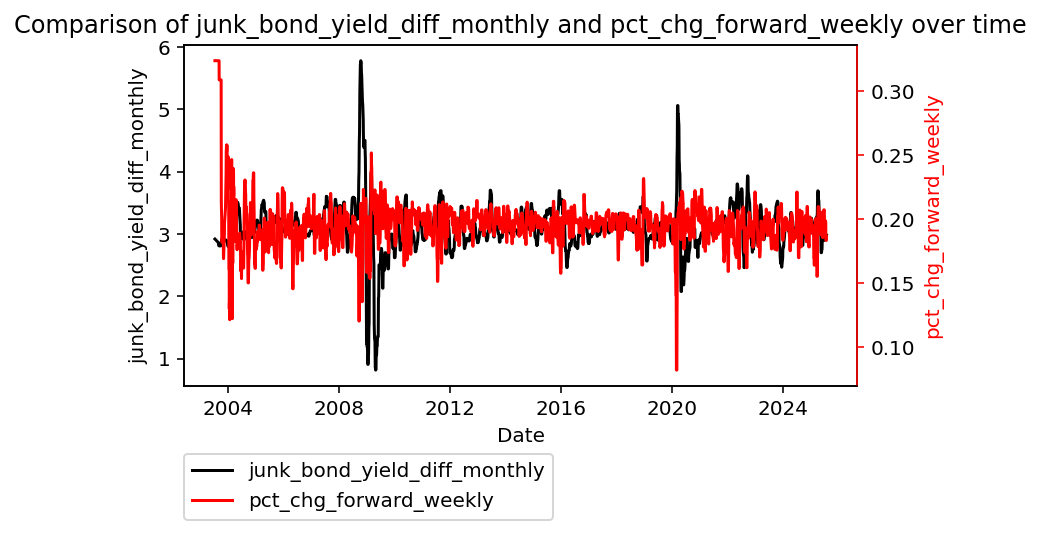 Comparison of junk_bond_yield_diff_monthly and pct_chg_forward_weekly over time
junk_bond_yield_diff_monthly
6
5
4
3
2
1
0.30
0.25
0.20
0.15
0.10
pct_chg_forward_weekly
2004 2008 2012 2016 2020 2024
Date
junk_bond_yield_diff_monthly
pct_chg_forward_weekly